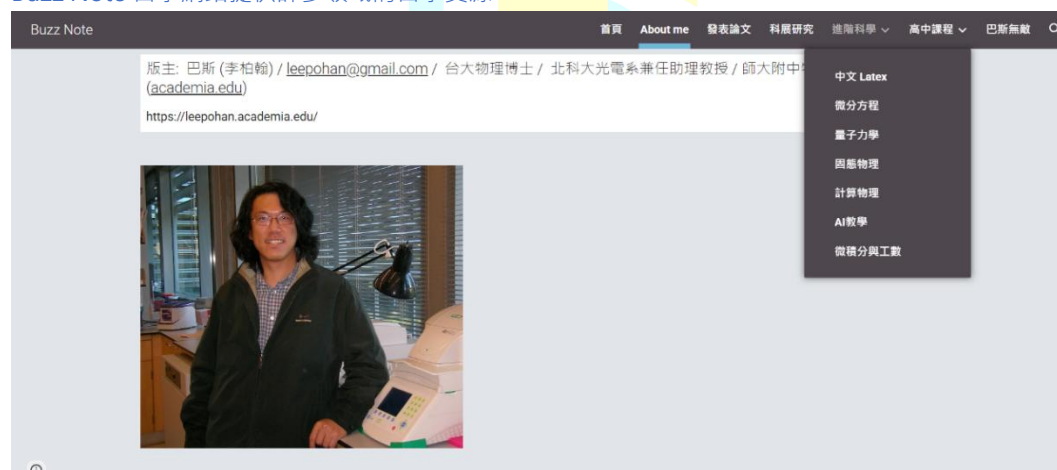 Buzz Note
首頁 About me 發表論文 科展研究 進階科學 高中課程 巴斯無敵
版主: 巴斯 (李柏翰) / leepohan@gmail.com / 台大物理博士 / 北科大光電系兼任助理教授 / 師大附中
(academia.edu)
https://leepohan.academia.edu/
中文 Latex
微分方程
量子力學
固態物理
計算物理
AI教學
微積分與工數